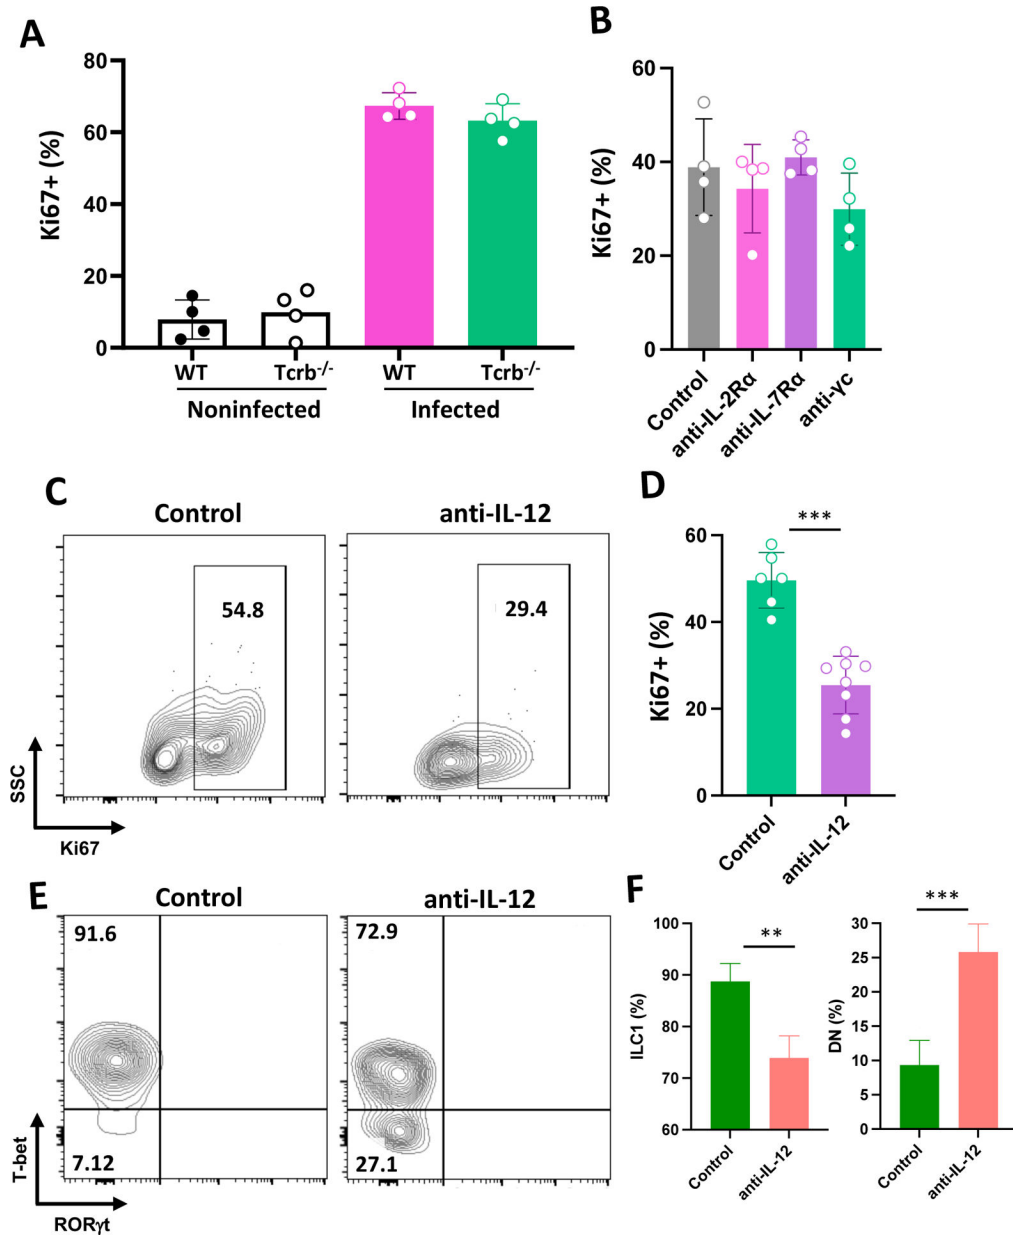 A
80
60
40
20
0
Ki67+ (%)
WT
Tcrb-/-
WT
Tcrb-/-
Noninfected
Infected
B
60
40
20
0
Ki67+ (%)
Control
anti-IL-2Rα
anti-IL-7Rα
anti-γc
C
Control
anti-IL-12
54.8
29.4
SSC
Ki67
D
***
60
40
20
0
Ki67+ (%)
Control
anti-IL-12
E
Control
anti-IL-12
91.6
72.9
7.12
27.1
T-bet
RORγt
F
100
90
80
70
60
ILC1 (%)
**
Control
anti-IL-12
30
25
20
15
10
5
0
DN (%)
***
Control
anti-IL-12